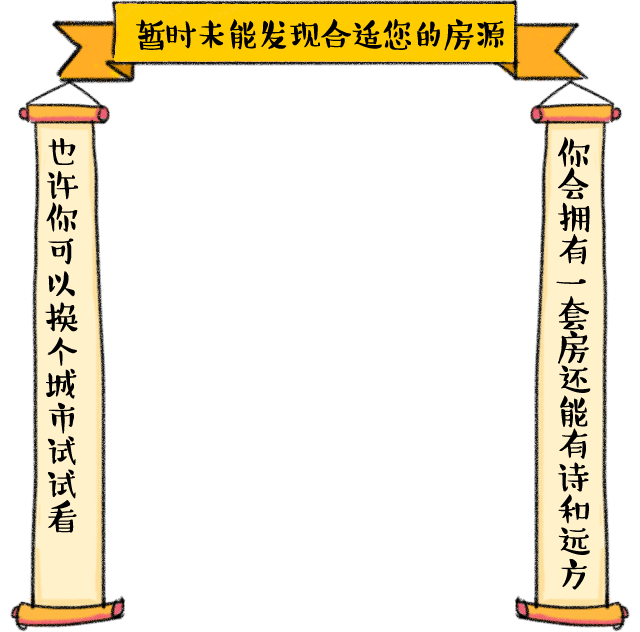 暂时未能发现合适您的房源
也许你可以换个城市试试看
你会拥有一套房还能有诗和远方